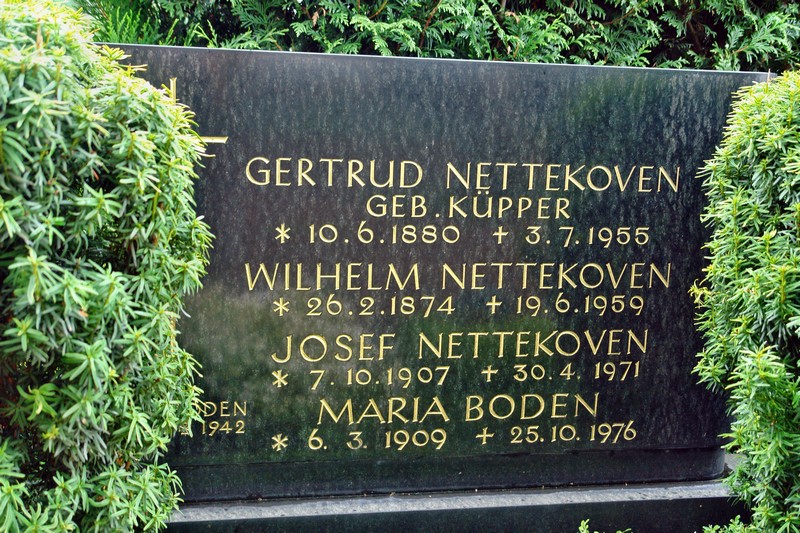 GERTRUD NETTEKOVEN
GEB. KÜPPER
* 10.6.1880 † 3.7.1955
WILHELM NETTEKOVEN
* 26.2.1874 † 19.6.1959
JOSEF NETTEKOVEN
* 7.10.1907 † 30.4.1971
MARIA BODEN
* 6.3.1909 † 25.10.1976
1942